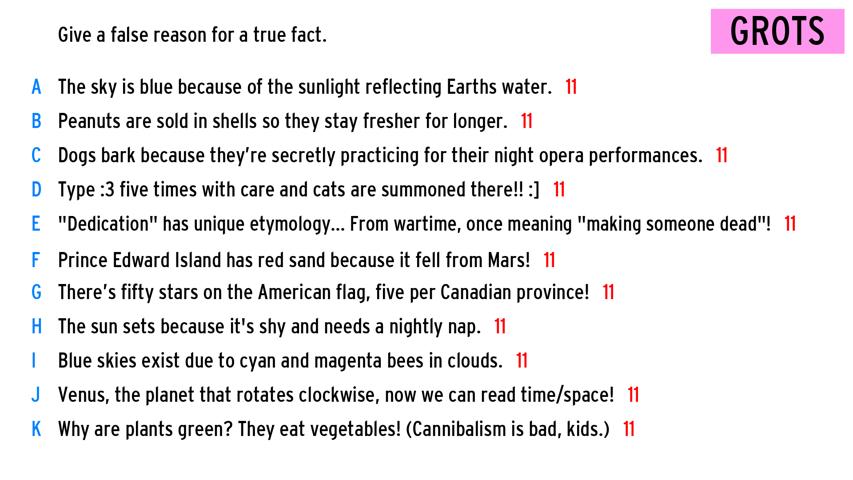 Give a false reason for a true fact.
GROTS
A The sky is blue because of the sunlight reflecting Earths water. 11
B Peanuts are sold in shells so they stay fresher for longer. 11
C Dogs bark because they're secretly practicing for their night opera performances. 11
D Type :3 five times with care and cats are summoned there!! :] 11
E "Dedication" has unique etymology... From wartime, once meaning "making someone dead"! 11
F Prince Edward Island has red sand because it fell from Mars! 11
G There's fifty stars on the American flag, five per Canadian province! 11
H The sun sets because it's shy and needs a nightly nap. 11
I Blue skies exist due to cyan and magenta bees in clouds. 11
J Venus, the planet that rotates clockwise, now we can read time/space! 11
K Why are plants green? They eat vegetables! (Cannibalism is bad, kids.) 11